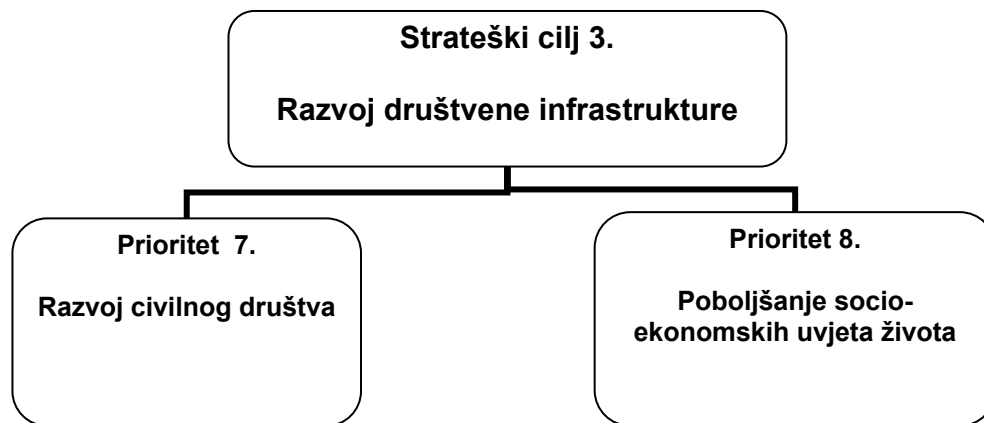 Strateški cilj 3.
Razvoj društvene infrastrukture
Prioritet 7.
Razvoj civilnog društva
Prioritet 8.
Poboljšanje socio-
ekonomskih uvjeta života